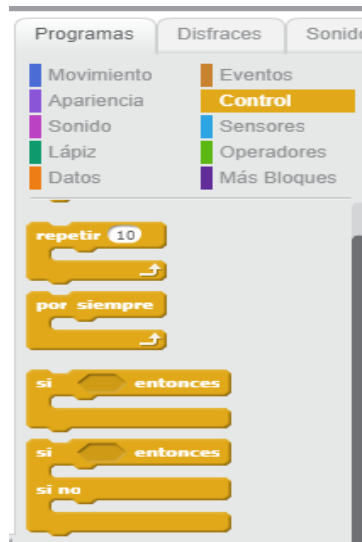 Programas Disfraces Sonido
Movimiento Eventos
Apariencia Control
Sonido Sensores
Lápiz Operadores
Datos Más Bloques
repetir 10
por siempre
si entonces
si entonces
si no